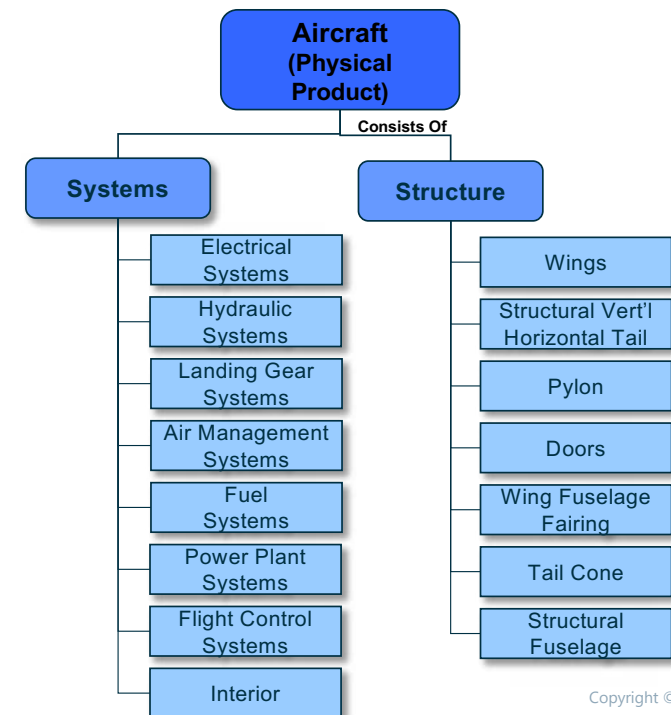 Aircraft
(Physical
Product)
Consists Of
Systems
Structure
Electrical
Systems
Hydraulic
Systems
Landing Gear
Systems
Air Management
Systems
Fuel
Systems
Power Plant
Systems
Flight Control
Systems
Interior
Wings
Structural Vert'l
Horizontal Tail
Pylon
Doors
Wing Fuselage
Fairing
Tail Cone
Structural
Fuselage
Copyright ©